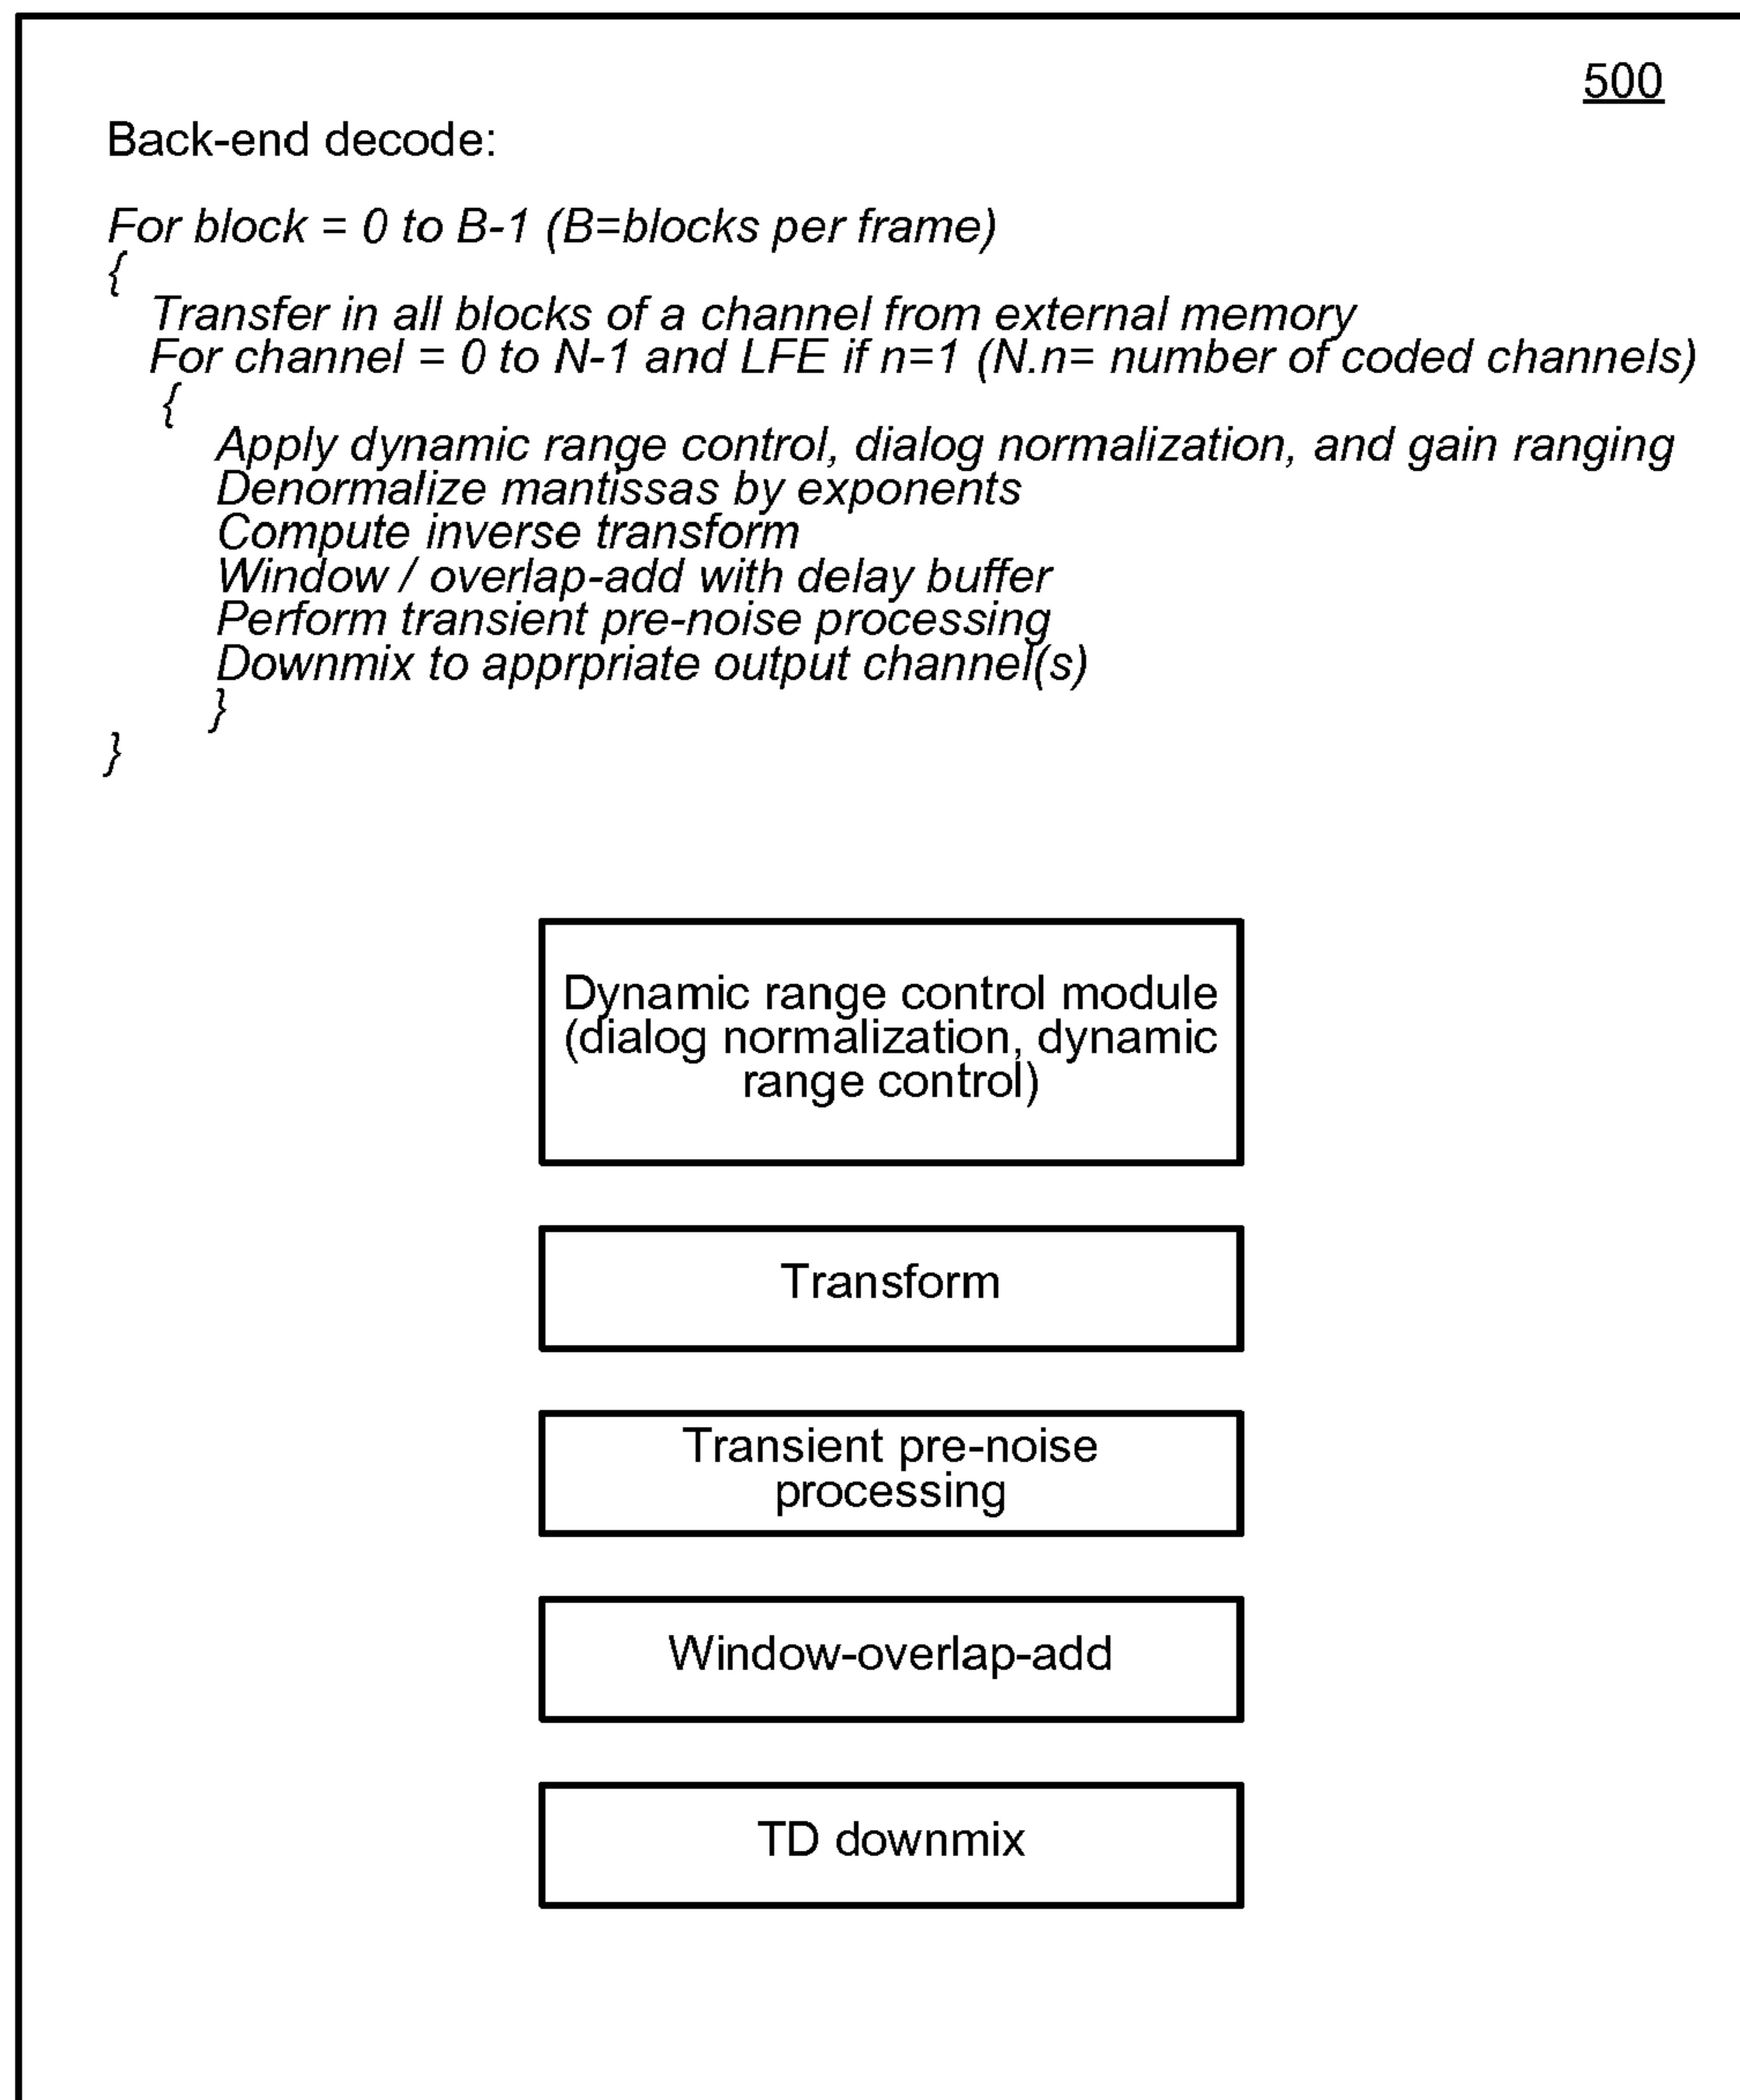 500
Back-end decode:
For block = 0 to B-1 (B=blocks per frame)
{
Transfer in all blocks of a channel from external memory
For channel = 0 to N-1 and LFE if n=1 (N.n= number of coded channels)
{
Apply dynamic range control, dialog normalization, and gain ranging
Denormalize mantissas by exponents
Compute inverse transform
Window / overlap-add with delay buffer
Perform transient pre-noise processing
Downmix to apprpriate output channel(s)
}
}
Dynamic range control module
(dialog normalization, dynamic
range control)
Transform
Transient pre-noise
processing
Window-overlap-add
TD downmix